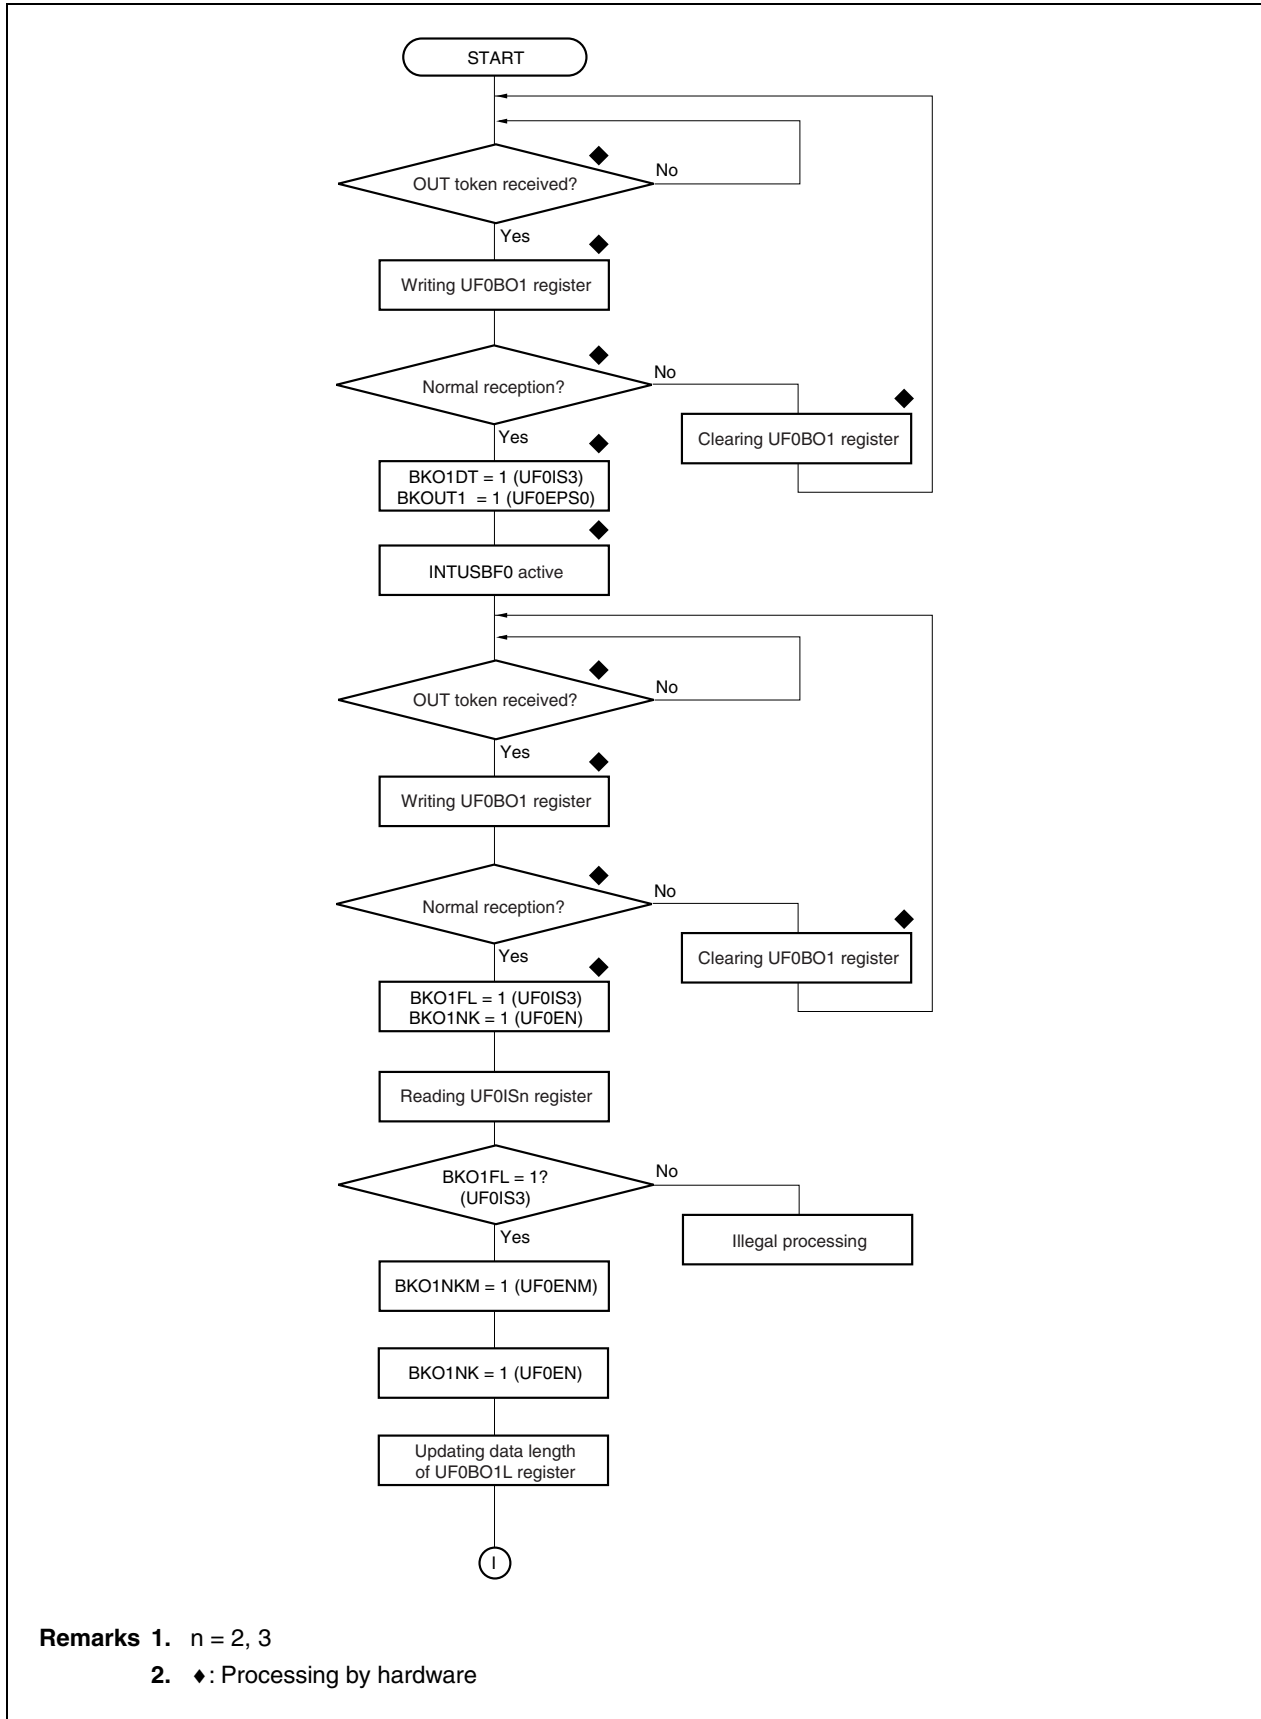 START
OUT token received?
No
Yes
Writing UF0BO1 register
Normal reception?
No
Yes
Clearing UF0BO1 register
BKO1DT = 1 (UF0IS3)
BKOUT1 = 1 (UF0EPS0)
INTUSBF0 active
OUT token received?
No
Yes
Writing UF0BO1 register
Normal reception?
No
Yes
Clearing UF0BO1 register
BKO1FL = 1 (UF0IS3)
BKO1NK = 1 (UF0EN)
Reading UF0ISn register
BKO1FL = 1?
(UF0IS3)
No
Yes
Illegal processing
BKO1NKM = 1 (UF0ENM)
BKO1NK = 1 (UF0EN)
Updating data length
of UF0BO1L register
I
Remarks 1. n = 2, 3
2. ♦: Processing by hardware